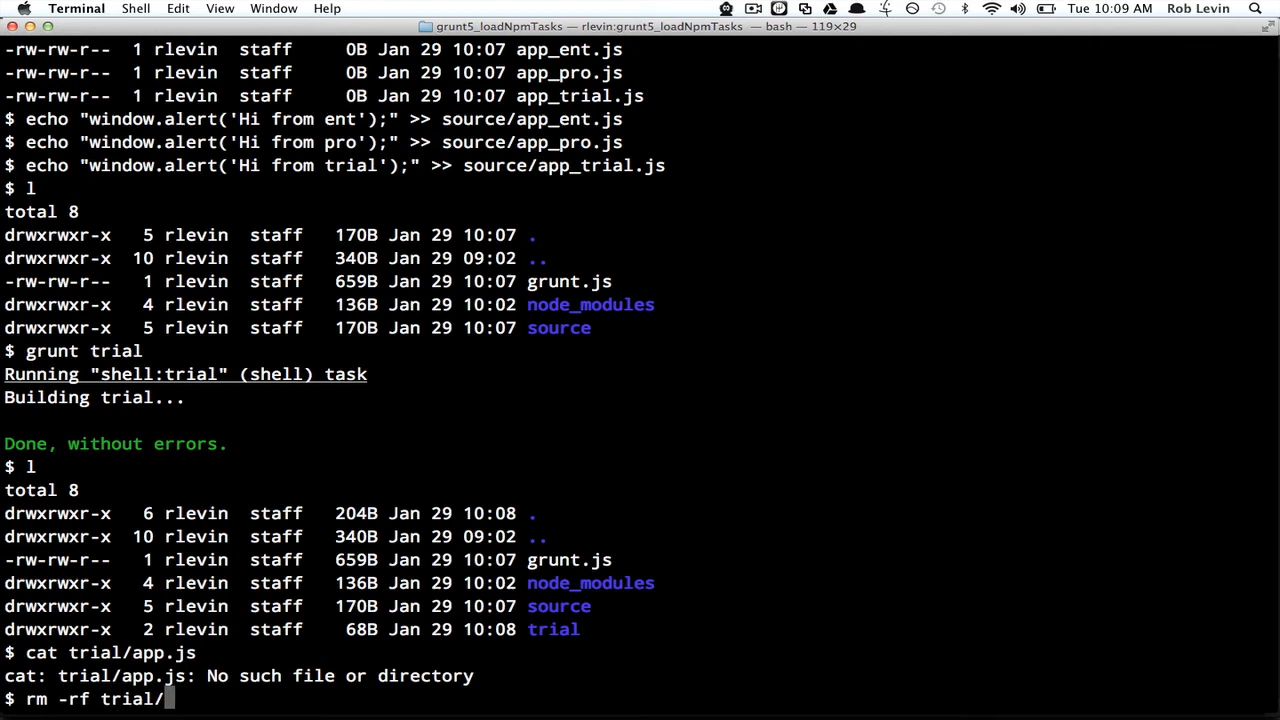 Terminal Shell Edit View Window Help Tue 10:09 AM Rob Levin
grunt5_loadNpmTasks — rlevin:grunt5_loadNpmTasks — bash — 119×29
-rw-rw-r-- 1 rlevin staff 0B Jan 29 10:07 app_ent.js
-rw-rw-r-- 1 rlevin staff 0B Jan 29 10:07 app_pro.js
-rw-rw-r-- 1 rlevin staff 0B Jan 29 10:07 app_trial.js
$ echo "window.alert('Hi from ent');" >> source/app_ent.js
$ echo "window.alert('Hi from pro');" >> source/app_pro.js
$ echo "window.alert('Hi from trial');" >> source/app_trial.js
$ l
total 8
drwxrwxr-x 5 rlevin staff 170B Jan 29 10:07 .
drwxrwxr-x 10 rlevin staff 340B Jan 29 09:02 ..
-rw-rw-r-- 1 rlevin staff 659B Jan 29 10:07 grunt.js
drwxrwxr-x 4 rlevin staff 136B Jan 29 10:02 node_modules
drwxrwxr-x 5 rlevin staff 170B Jan 29 10:07 source
$ grunt trial
Running "shell:trial" (shell) task
Building trial...
Done, without errors.
$ l
total 8
drwxrwxr-x 6 rlevin staff 204B Jan 29 10:08 .
drwxrwxr-x 10 rlevin staff 340B Jan 29 09:02 ..
-rw-rw-r-- 1 rlevin staff 659B Jan 29 10:07 grunt.js
drwxrwxr-x 4 rlevin staff 136B Jan 29 10:02 node_modules
drwxrwxr-x 5 rlevin staff 170B Jan 29 10:07 source
drwxrwxr-x 2 rlevin staff 68B Jan 29 10:08 trial
$ cat trial/app.js
cat: trial/app.js: No such file or directory
$ rm -rf trial/